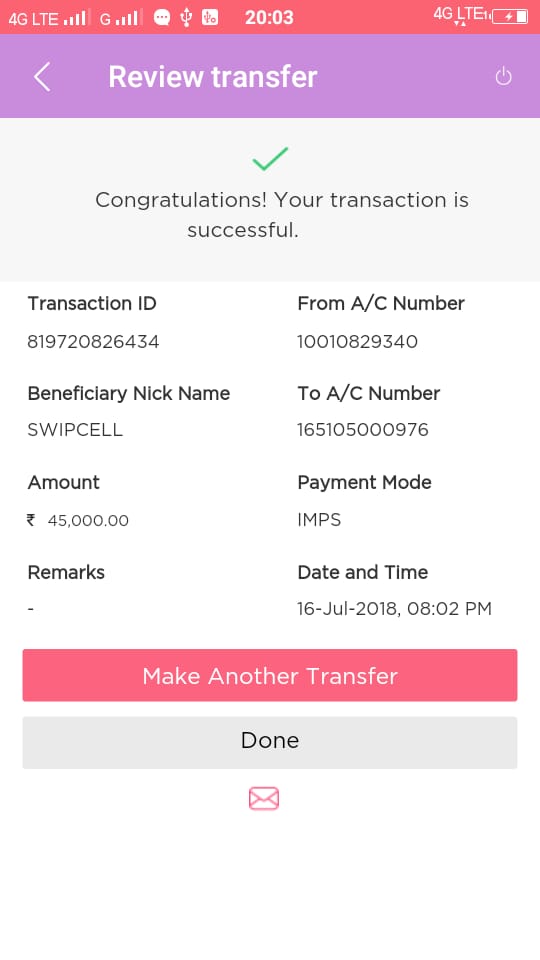 4G LTE G 20:03 4G LTE
Review transfer
Congratulations! Your transaction is
successful.
Transaction ID From A/C Number
819720826434 10010829340
Beneficiary Nick Name To A/C Number
SWIPCELL 165105000976
Amount Payment Mode
₹ 45,000.00 IMPS
Remarks Date and Time
- 16-Jul-2018, 08:02 PM
Make Another Transfer
Done